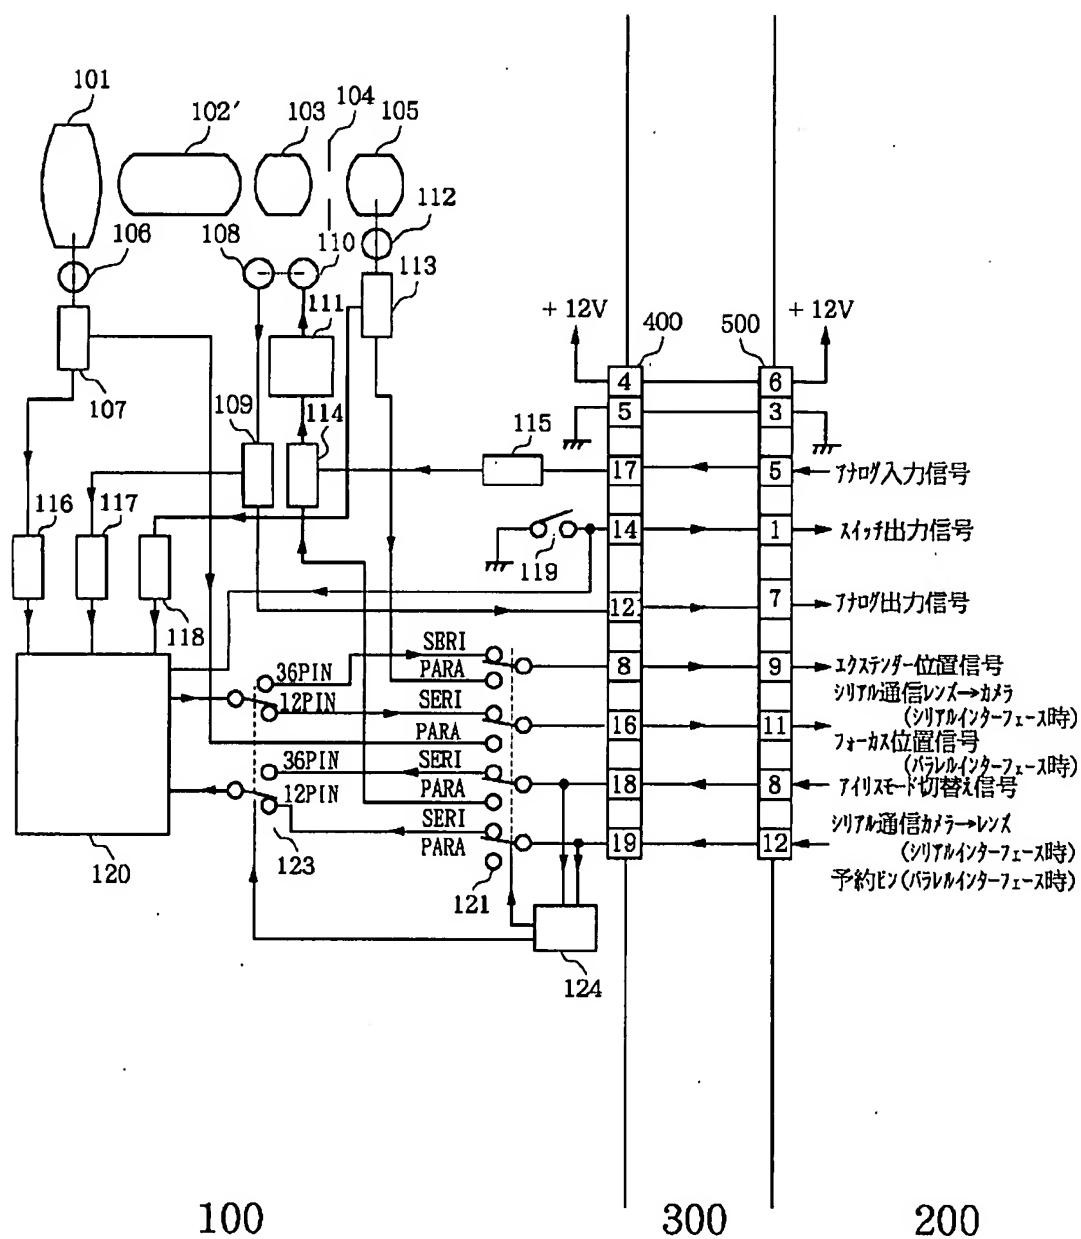 101
102'
103
104
105
106
108
110
112
113
111
107
109
114
115
116
117
118
119
+12V
400
500
+12V
4
6
5
3
17
5
アナログ入力信号
14
1
スイッチ出力信号
12
7
アナログ出力信号
SERI
PARA
8
9
エクステンダー位置信号
36PIN
12PIN
SERI
PARA
16
11
シリアル通信レンズ→カメラ
(シリアルインターフェース時)
フォーカス位置信号
(パラレルインターフェース時)
36PIN
12PIN
SERI
PARA
18
8
アイリスモード切替え信号
SERI
PARA
19
12
シリアル通信カメラ→レンズ
(シリアルインターフェース時)
予約ピン(パラレルインターフェース時)
120
123
121
124
100
300
200